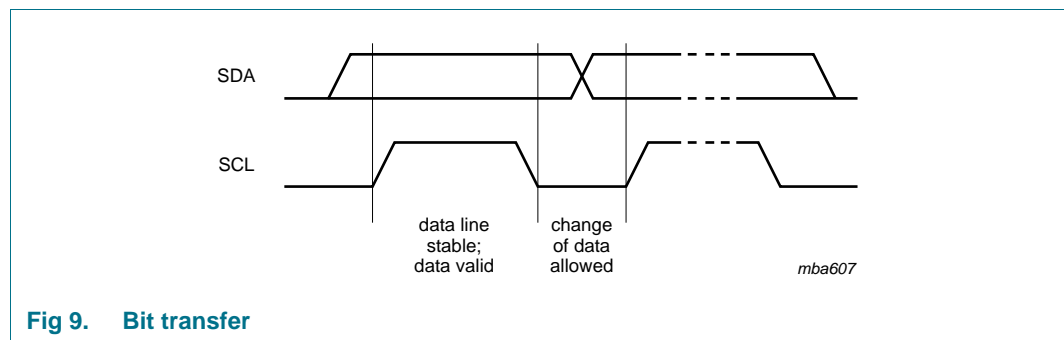 SDA
SCL
data line
stable;
data valid
change
of data
allowed
mba607
Fig 9. Bit transfer